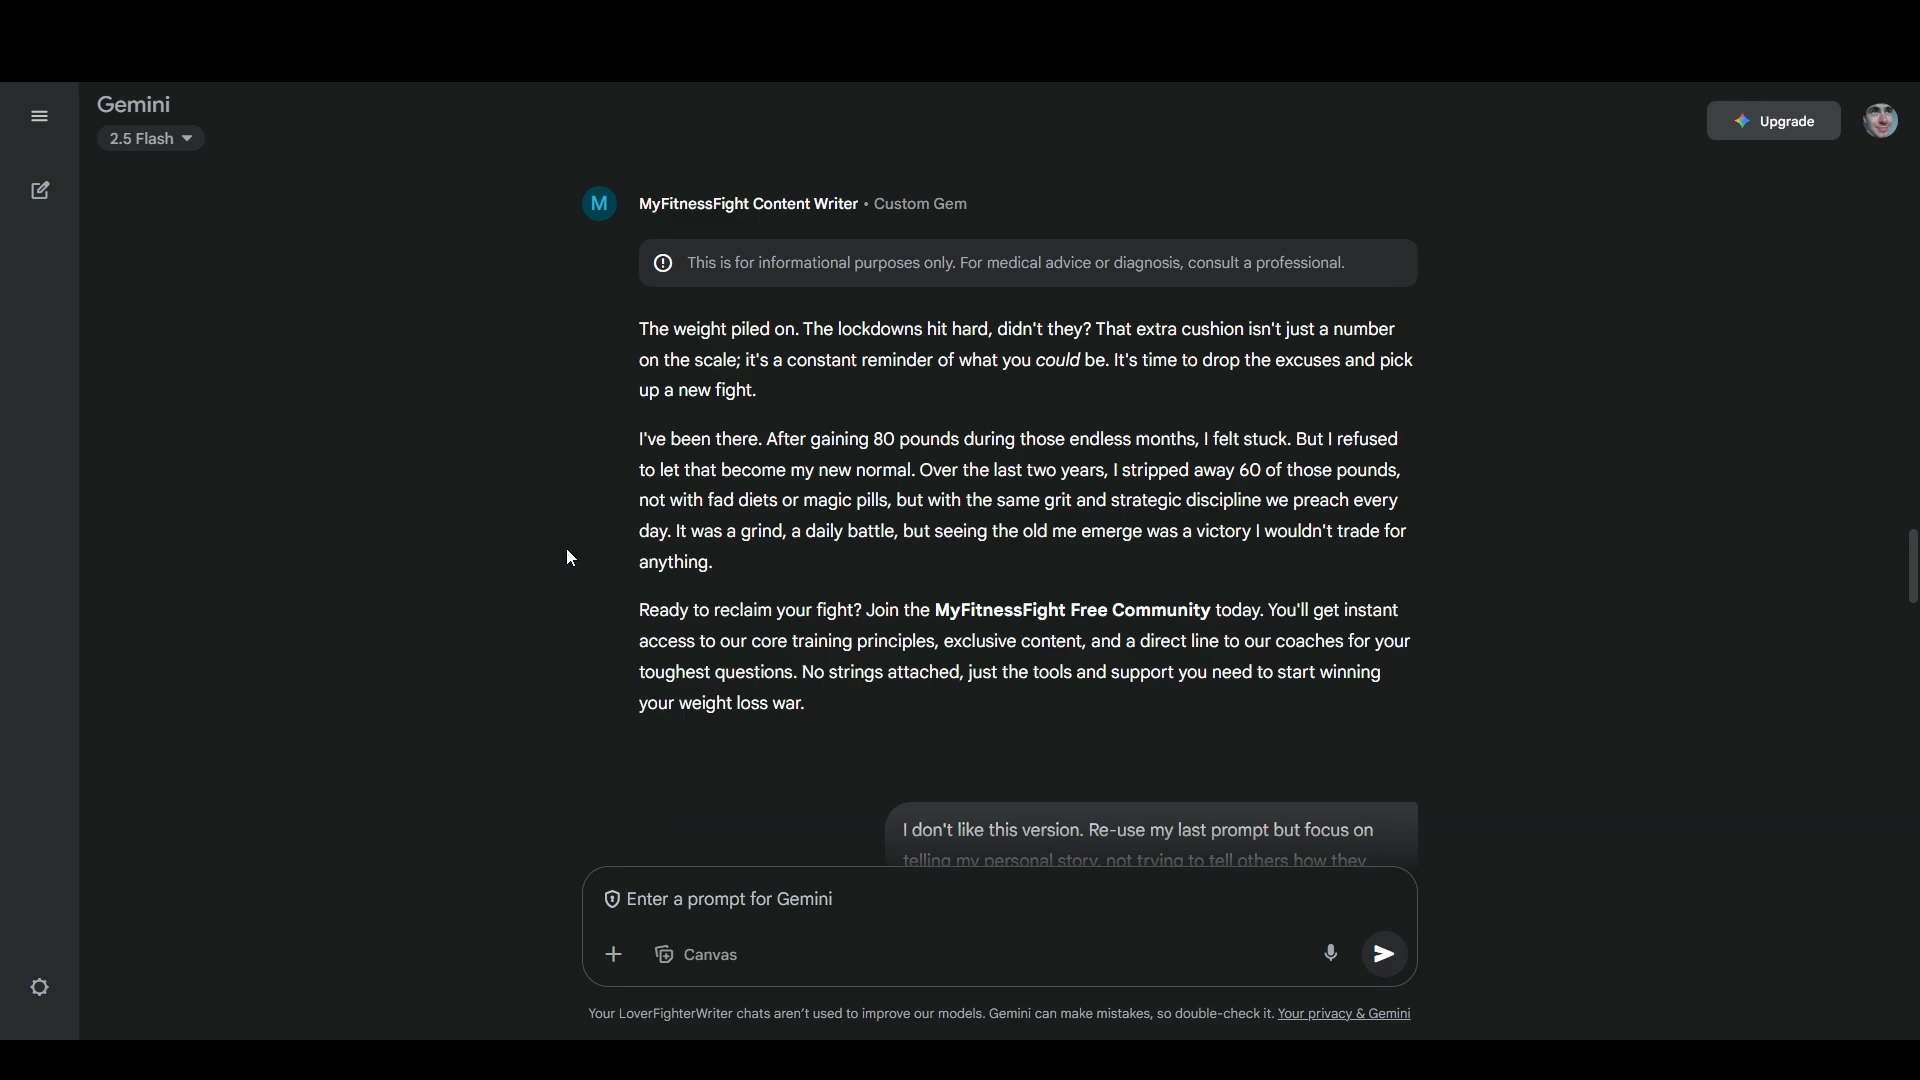 Gemini
2.5 Flash
Upgrade
M
MyFitnessFight Content Writer • Custom Gem
This is for informational purposes only. For medical advice or diagnosis, consult a professional.
The weight piled on. The lockdowns hit hard, didn't they? That extra cushion isn't just a number
on the scale; it's a constant reminder of what you could be. It's time to drop the excuses and pick
up a new fight.
I've been there. After gaining 80 pounds during those endless months, I felt stuck. But I refused
to let that become my new normal. Over the last two years, I stripped away 60 of those pounds,
not with fad diets or magic pills, but with the same grit and strategic discipline we preach every
day. It was a grind, a daily battle, but seeing the old me emerge was a victory I wouldn't trade for
anything.
Ready to reclaim your fight? Join the MyFitnessFight Free Community today. You'll get instant
access to our core training principles, exclusive content, and a direct line to our coaches for your
toughest questions. No strings attached, just the tools and support you need to start winning
your weight loss war.
I don't like this version. Re-use my last prompt but focus on
telling my personal story, not trying to tell others how they
Enter a prompt for Gemini
Canvas
Your LoverFighterWriter chats aren't used to improve our models. Gemini can make mistakes, so double-check it. Your privacy & Gemini